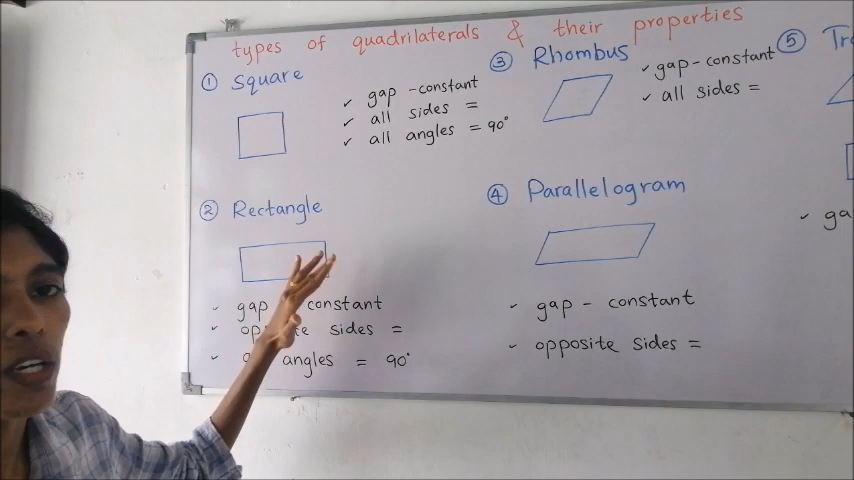 types of quadrilaterals & their properties
① Square
✓ gap - constant
✓ all sides =
✓ all angles = 90°
② Rectangle
✓ gap constant
✓ sides =
✓ angles = 90°
③ Rhombus
✓ gap - constant
✓ all sides =
④ Parallelogram
✓ gap - constant
✓ opposite sides =
⑤
✓